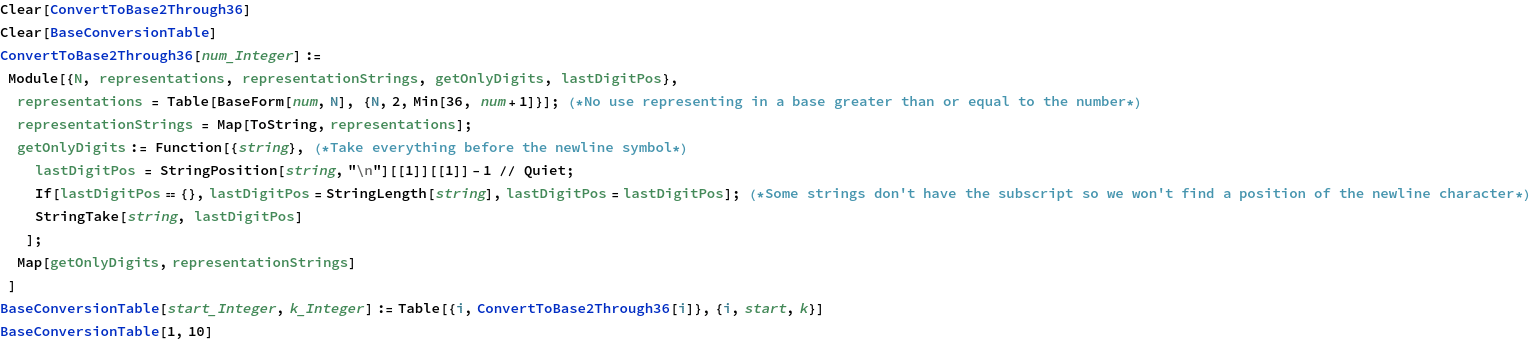 Clear[ConvertToBase2Through36]
Clear[BaseConversionTable]
ConvertToBase2Through36[num_Integer] :=
Module[{N, representations, representationStrings, getOnlyDigits, lastDigitPos},
representations = Table[BaseForm[num, N], {N, 2, Min[36, num + 1]}]; (*No use representing in a base greater than or equal to the number*)
representationStrings = Map[ToString, representations];
getOnlyDigits := Function[{string}, (*Take everything before the newline symbol*)
lastDigitPos = StringPosition[string, "\n"][[1]][[1]] - 1 // Quiet;
If[lastDigitPos == {}, lastDigitPos = StringLength[string], lastDigitPos = lastDigitPos]; (*Some strings don't have the subscript so we won't find a position of the newline character*)
StringTake[string, lastDigitPos]
];
Map[getOnlyDigits, representationStrings]
]
BaseConversionTable[start_Integer, k_Integer] := Table[{i, ConvertToBase2Through36[i]}, {i, start, k}]
BaseConversionTable[1, 10]